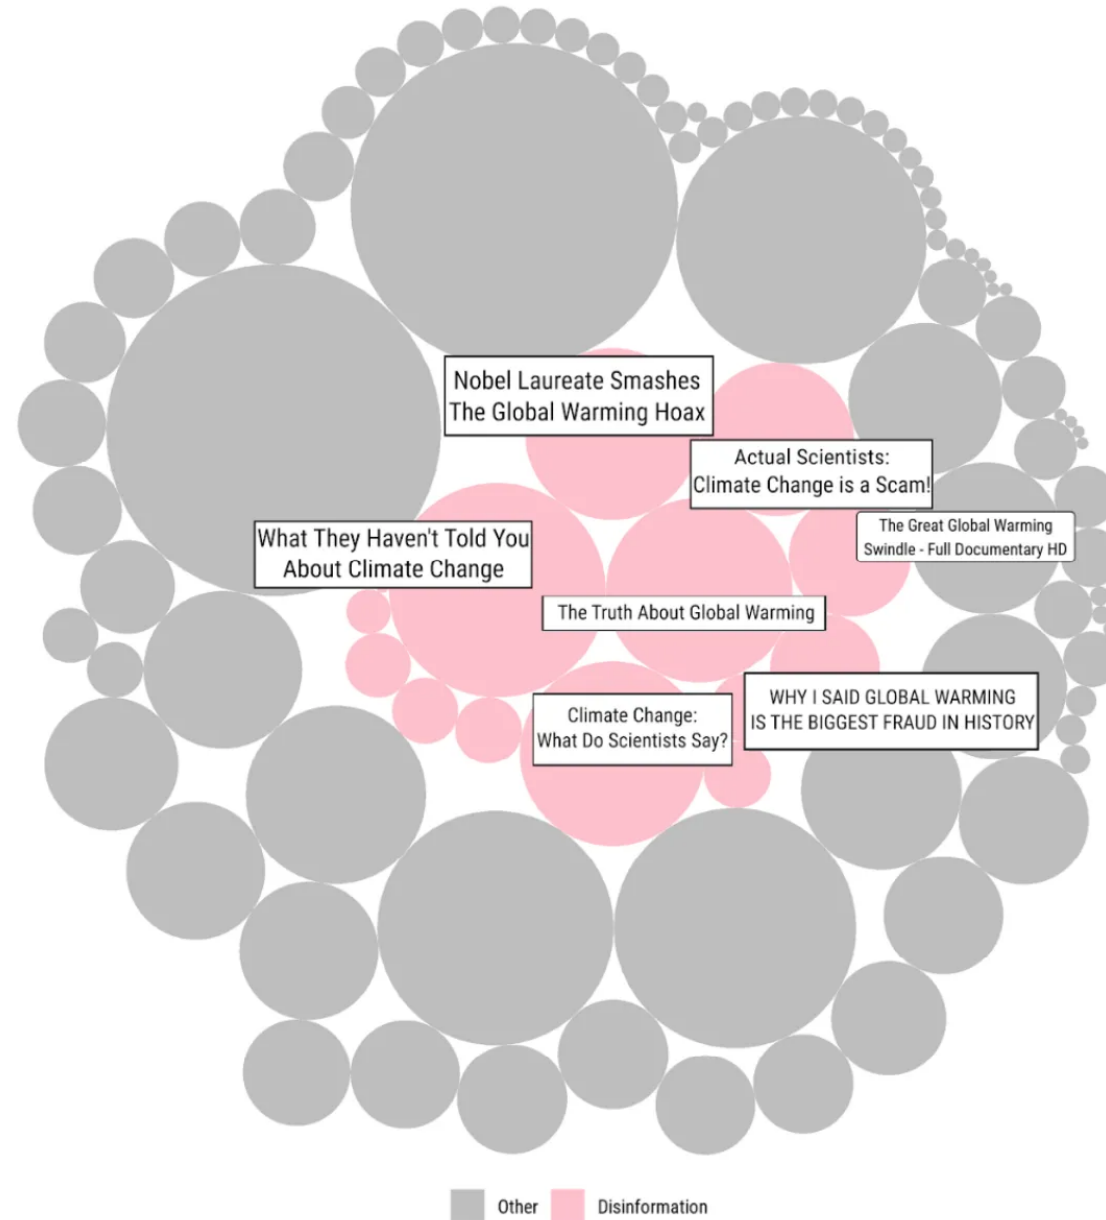 Nobel Laureate Smashes
The Global Warming Hoax
Actual Scientists:
Climate Change is a Scam!
The Great Global Warming
Swindle - Full Documentary HD
What They Haven't Told You
About Climate Change
The Truth About Global Warming
WHY I SAID GLOBAL WARMING
IS THE BIGGEST FRAUD IN HISTORY
Climate Change:
What Do Scientists Say?
Other
Disinformation